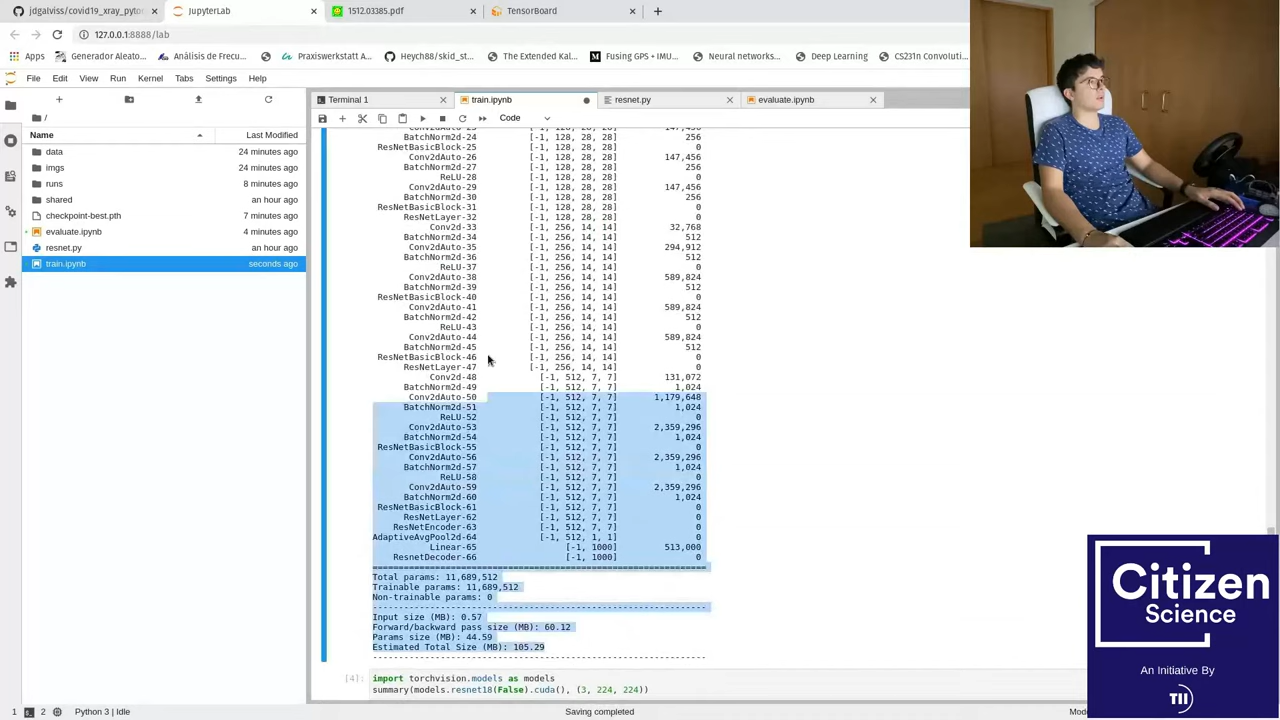 jdgalviss/covid19_xray_pyto
JupyterLab
1512.03385.pdf
TensorBoard
127.0.0.1:8888/lab
Apps
Generador Aleato...
Análisis de Frecu...
Praxiswerkstatt A...
Heych88/skid_st...
The Extended Kal...
Fusing GPS + IMU...
Neural networks...
Deep Learning
CS231n Convoluti...
File Edit View Run Kernel Tabs Settings Help
Terminal 1
train.ipynb
resnet.py
evaluate.ipynb
Code
/
Name Last Modified
data 24 minutes ago
imgs 24 minutes ago
runs 8 minutes ago
shared an hour ago
checkpoint-best.pth 7 minutes ago
evaluate.ipynb 4 minutes ago
resnet.py an hour ago
train.ipynb seconds ago
Conv2dAuto-23 [-1, 128, 28, 28] 147,456
BatchNorm2d-24 [-1, 128, 28, 28] 256
ResNetBasicBlock-25 [-1, 128, 28, 28] 0
Conv2dAuto-26 [-1, 128, 28, 28] 147,456
BatchNorm2d-27 [-1, 128, 28, 28] 256
ReLU-28 [-1, 128, 28, 28] 0
Conv2dAuto-29 [-1, 128, 28, 28] 147,456
BatchNorm2d-30 [-1, 128, 28, 28] 256
ResNetBasicBlock-31 [-1, 128, 28, 28] 0
ResNetLayer-32 [-1, 128, 28, 28] 0
Conv2d-33 [-1, 256, 14, 14] 32,768
BatchNorm2d-34 [-1, 256, 14, 14] 512
Conv2dAuto-35 [-1, 256, 14, 14] 294,912
BatchNorm2d-36 [-1, 256, 14, 14] 512
ReLU-37 [-1, 256, 14, 14] 0
Conv2dAuto-38 [-1, 256, 14, 14] 589,824
BatchNorm2d-39 [-1, 256, 14, 14] 512
ResNetBasicBlock-40 [-1, 256, 14, 14] 0
Conv2dAuto-41 [-1, 256, 14, 14] 589,824
BatchNorm2d-42 [-1, 256, 14, 14] 512
ReLU-43 [-1, 256, 14, 14] 0
Conv2dAuto-44 [-1, 256, 14, 14] 589,824
BatchNorm2d-45 [-1, 256, 14, 14] 512
ResNetBasicBlock-46 [-1, 256, 14, 14] 0
ResNetLayer-47 [-1, 256, 14, 14] 0
Conv2d-48 [-1, 512, 7, 7] 131,072
BatchNorm2d-49 [-1, 512, 7, 7] 1,024
Conv2dAuto-50 [-1, 512, 7, 7] 1,179,648
BatchNorm2d-51 [-1, 512, 7, 7] 1,024
ReLU-52 [-1, 512, 7, 7] 0
Conv2dAuto-53 [-1, 512, 7, 7] 2,359,296
BatchNorm2d-54 [-1, 512, 7, 7] 1,024
ResNetBasicBlock-55 [-1, 512, 7, 7] 0
Conv2dAuto-56 [-1, 512, 7, 7] 2,359,296
BatchNorm2d-57 [-1, 512, 7, 7] 1,024
ReLU-58 [-1, 512, 7, 7] 0
Conv2dAuto-59 [-1, 512, 7, 7] 2,359,296
BatchNorm2d-60 [-1, 512, 7, 7] 1,024
ResNetBasicBlock-61 [-1, 512, 7, 7] 0
ResNetLayer-62 [-1, 512, 7, 7] 0
ResNetEncoder-63 [-1, 512, 7, 7] 0
AdaptiveAvgPool2d-64 [-1, 512, 1, 1] 0
Linear-65 [-1, 1000] 513,000
ResnetDecoder-66 [-1, 1000] 0
Total params: 11,689,512
Trainable params: 11,689,512
Non-trainable params: 0
Input size (MB): 0.57
Forward/backward pass size (MB): 60.12
Params size (MB): 44.59
Estimated Total Size (MB): 105.29
[4]: import torchvision.models as models
summary(models.resnet18(False).cuda(), (3, 224, 224))
1 2 Python 3 | Idle
Saving completed
Citizen
Science
An Initiative By
TII